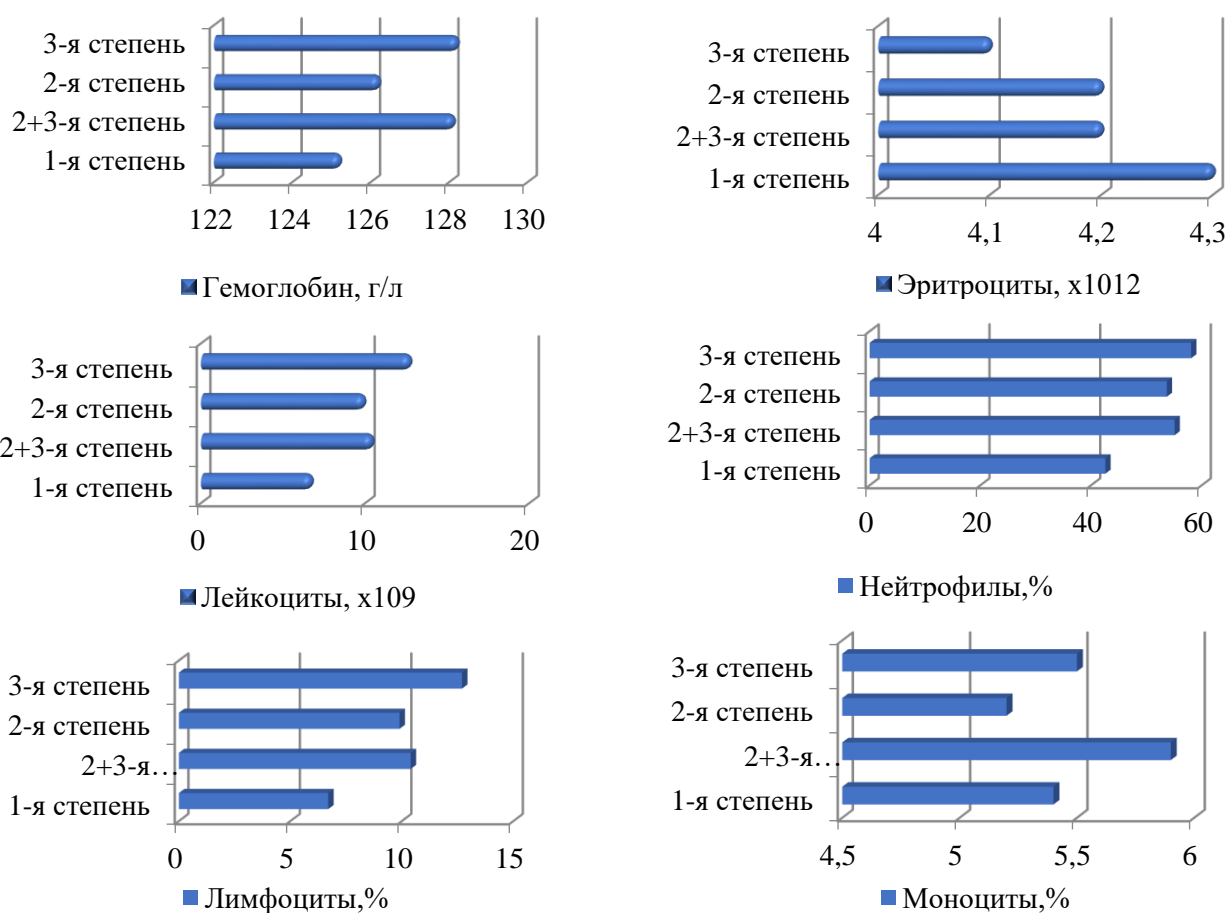 3-я степень
2-я степень
2+3-я степень
1-я степень
122 124 126 128 130
Гемоглобин, г/л
3-я степень
2-я степень
2+3-я степень
1-я степень
4 4,1 4,2 4,3
Эритроциты, х1012
3-я степень
2-я степень
2+3-я степень
1-я степень
0 10 20
Лейкоциты, х109
3-я степень
2-я степень
2+3-я степень
1-я степень
0 20 40 60
Нейтрофилы,%
3-я степень
2-я степень
2+3-я…
1-я степень
0 5 10 15
Лимфоциты,%
3-я степень
2-я степень
2+3-я…
1-я степень
4,5 5 5,5 6
Моноциты,%